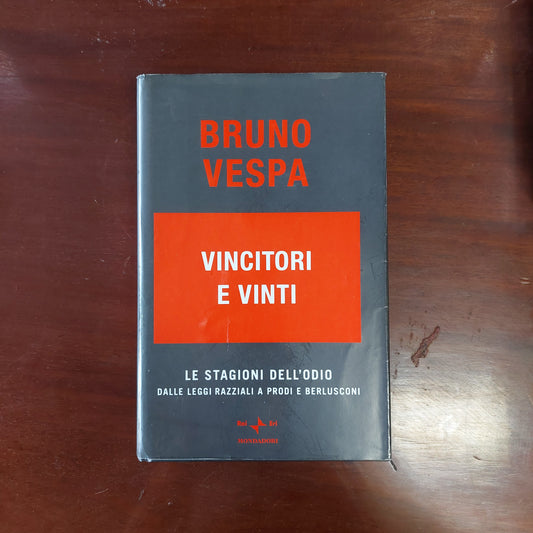 BRUNO
VESPA
VINCITORI
E VINTI
LE STAGIONI DELL'ODIO
DALLE LEGGI RAZZIALI A PRODI E BERLUSCONI
Rai Eri
MONDADORI